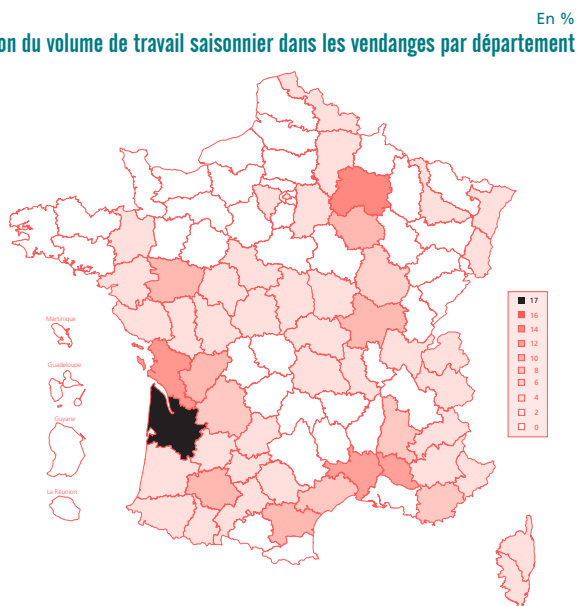 En %
on du volume de travail saisonnier dans les vendanges par département
Martinique
Guadeloupe
Guyane
La Réunion
17
16
14
12
10
8
6
4
2
0